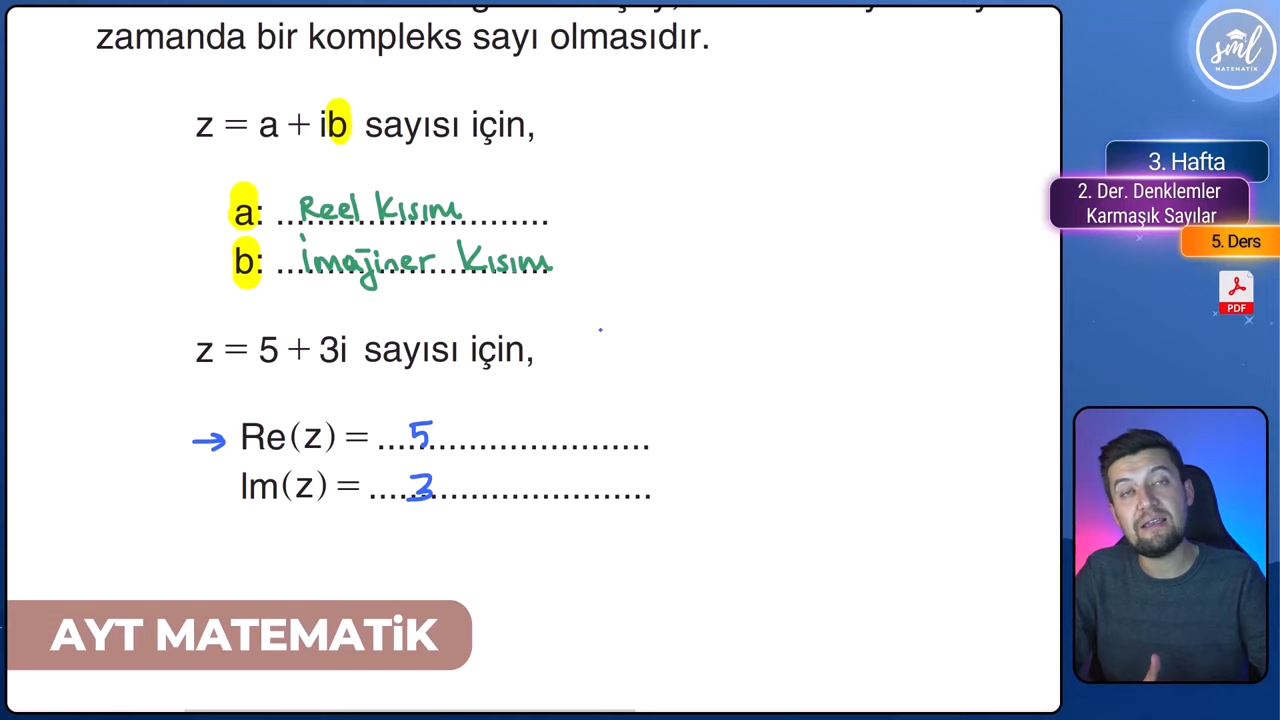 zamanda bir kompleks sayı olmasıdır.
z = a + ib sayısı için,
a: ...Reel Kısım...
b: ...İmajiner Kısım
z = 5 + 3i sayısı için,
→ Re(z) = ....5.........................
Im(z) = ....3.........................
AYT MATEMATİK
sml
MATEMATİK
3. Hafta
2. Der. Denklemler
Karmaşık Sayılar
5. Ders
PDF